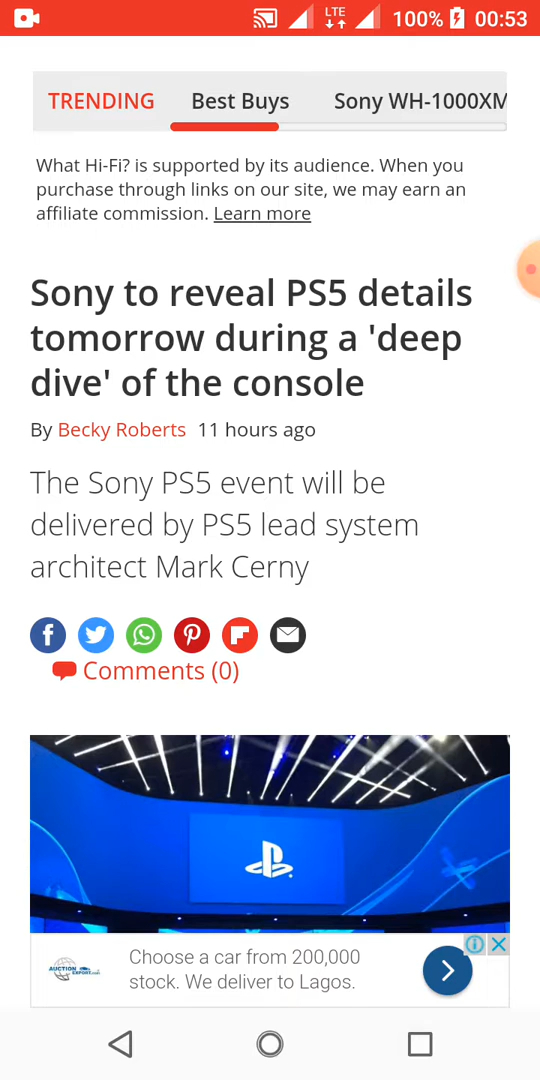 LTE 100% 00:53
TRENDING Best Buys Sony WH-1000XM
What Hi-Fi? is supported by its audience. When you
purchase through links on our site, we may earn an
affiliate commission. Learn more
Sony to reveal PS5 details
tomorrow during a 'deep
dive' of the console
By Becky Roberts 11 hours ago
The Sony PS5 event will be
delivered by PS5 lead system
architect Mark Cerny
Comments (0)
AUCTION
EXPORT.com
Choose a car from 200,000
stock. We deliver to Lagos.